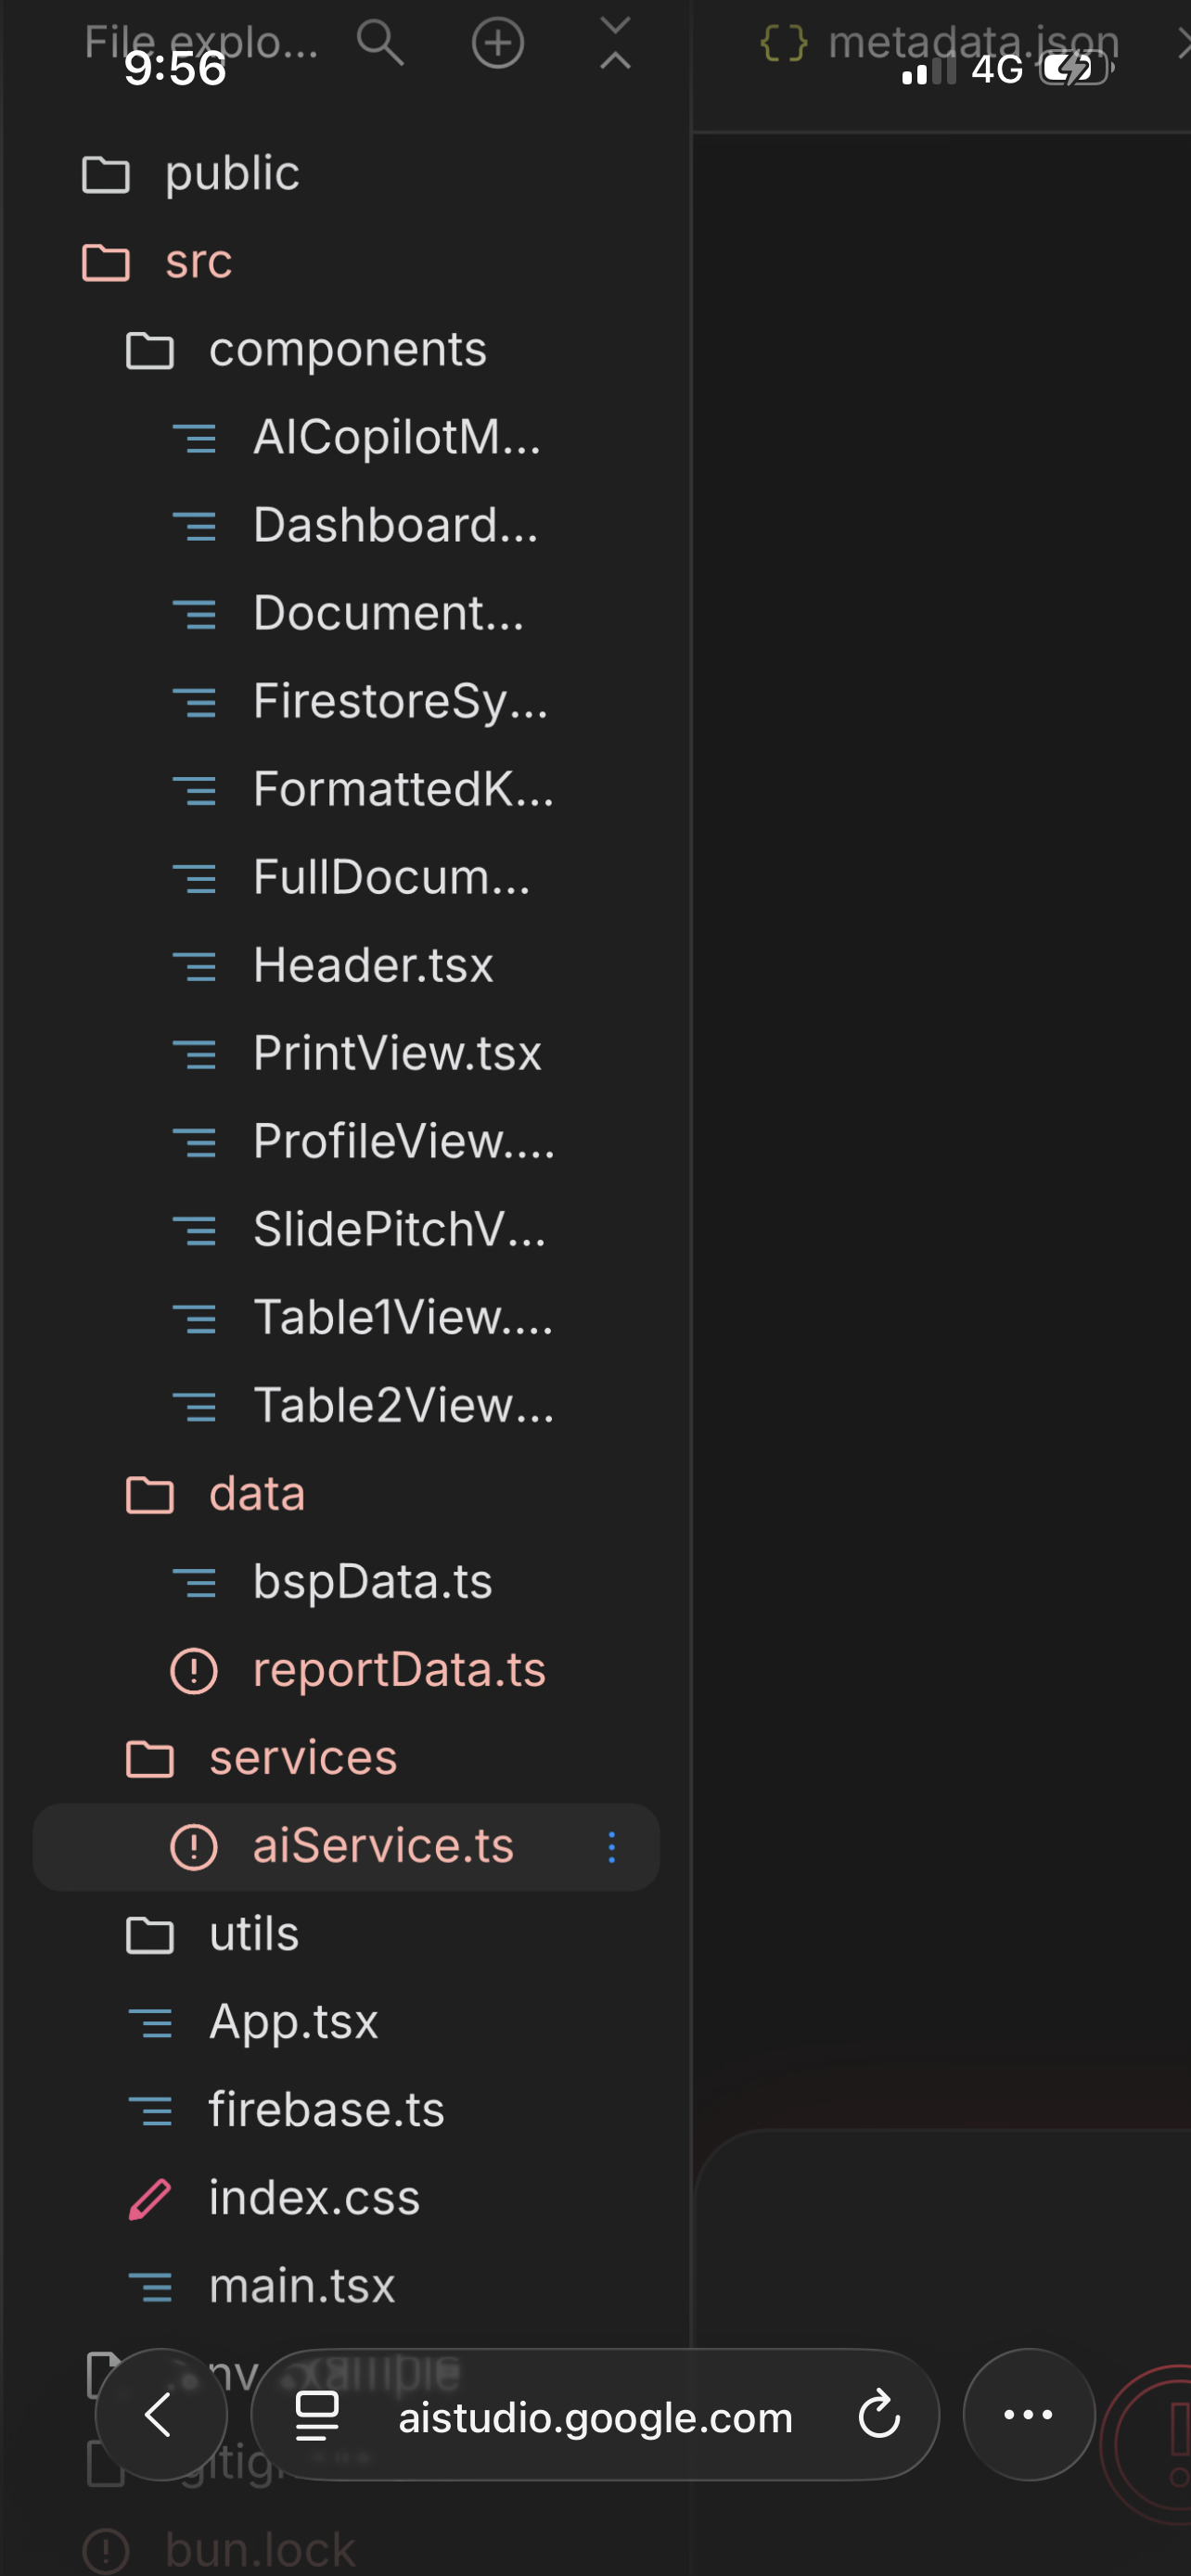 File explo...
metadata.json
9:56
4G
public
src
components
AICopilotM...
Dashboard...
Document...
FirestoreSy...
FormattedK...
FullDocum...
Header.tsx
PrintView.tsx
ProfileView....
SlidePitchV...
Table1View....
Table2View...
data
bspData.ts
reportData.ts
services
aiService.ts
utils
App.tsx
firebase.ts
index.css
main.tsx
aistudio.google.com
bun.lock